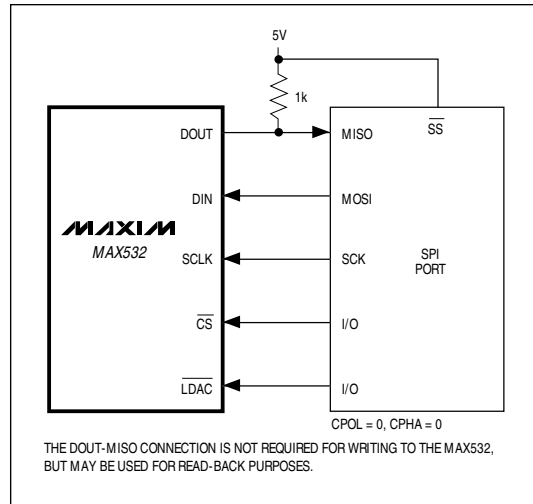 5V
1k
DOUT
MISO
SS
DIN
MOSI
MAXIM
MAX532
SCLK
SCK
SPI
PORT
CS
I/O
LDAC
I/O
CPOL = 0, CPHA = 0
THE DOUT-MISO CONNECTION IS NOT REQUIRED FOR WRITING TO THE MAX532,
BUT MAY BE USED FOR READ-BACK PURPOSES.